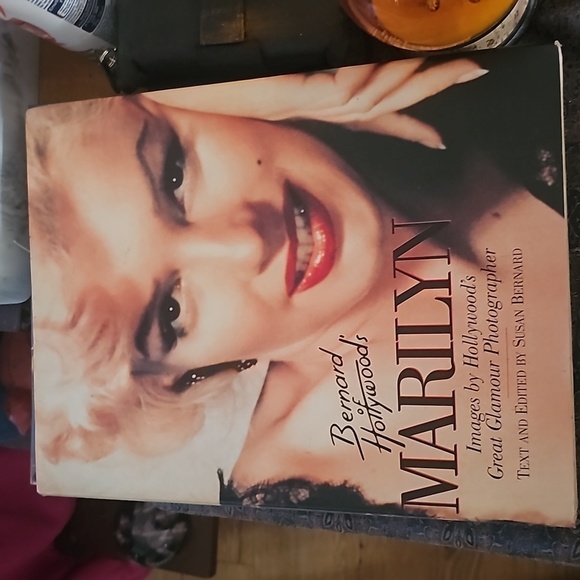 Bernard
of
Hollywood's
MARILYN
Images by Hollywood's
Great Glamour Photographer
TEXT AND EDITED BY SUSAN BERNARD